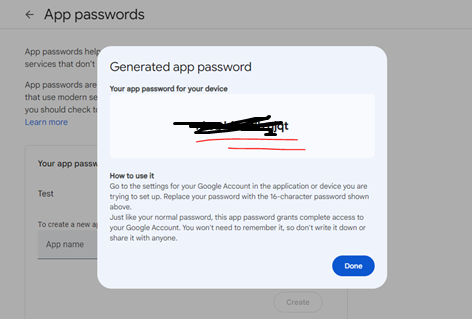 App passwords
App passwords help
services that don't
App passwords are
that use modern se
you should check to
Learn more
Your app passw
Test
To create a new ap
App name
Create
Generated app password
Your app password for your device
How to use it
Go to the settings for your Google Account in the application or device you are
trying to set up. Replace your password with the 16-character password shown
above.
Just like your normal password, this app password grants complete access to
your Google Account. You won't need to remember it, so don't write it down or
share it with anyone.
Done